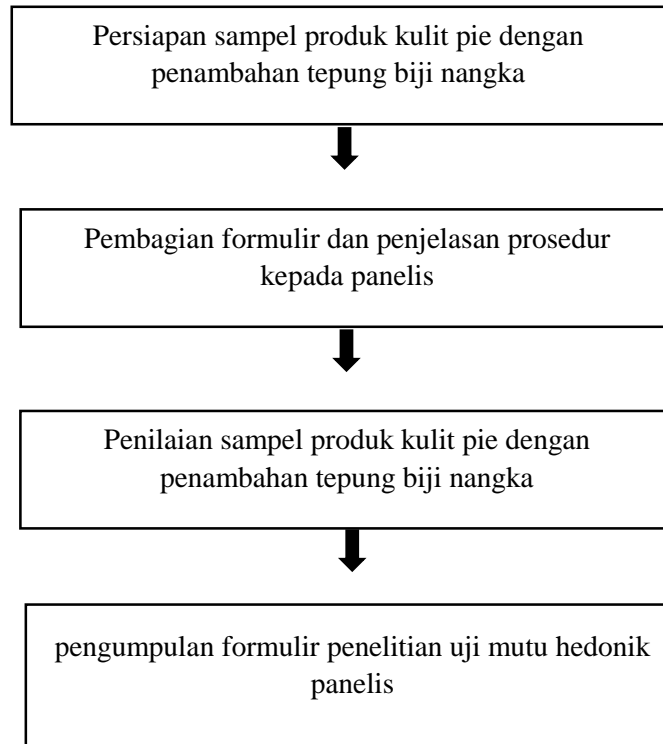 Persiapan sampel produk kulit pie dengan
penambahan tepung biji nangka
Pembagian formulir dan penjelasan prosedur
kepada panelis
Penilaian sampel produk kulit pie dengan
penambahan tepung biji nangka
pengumpulan formulir penelitian uji mutu hedonik
panelis